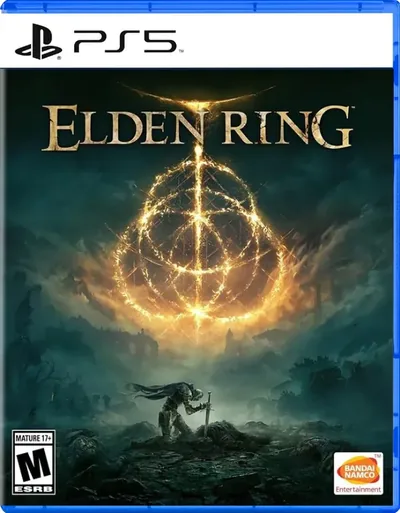 PS5
ELDEN RING
MATURE 17+
M
ESRB
BANDAI
NAMCO
Entertainment